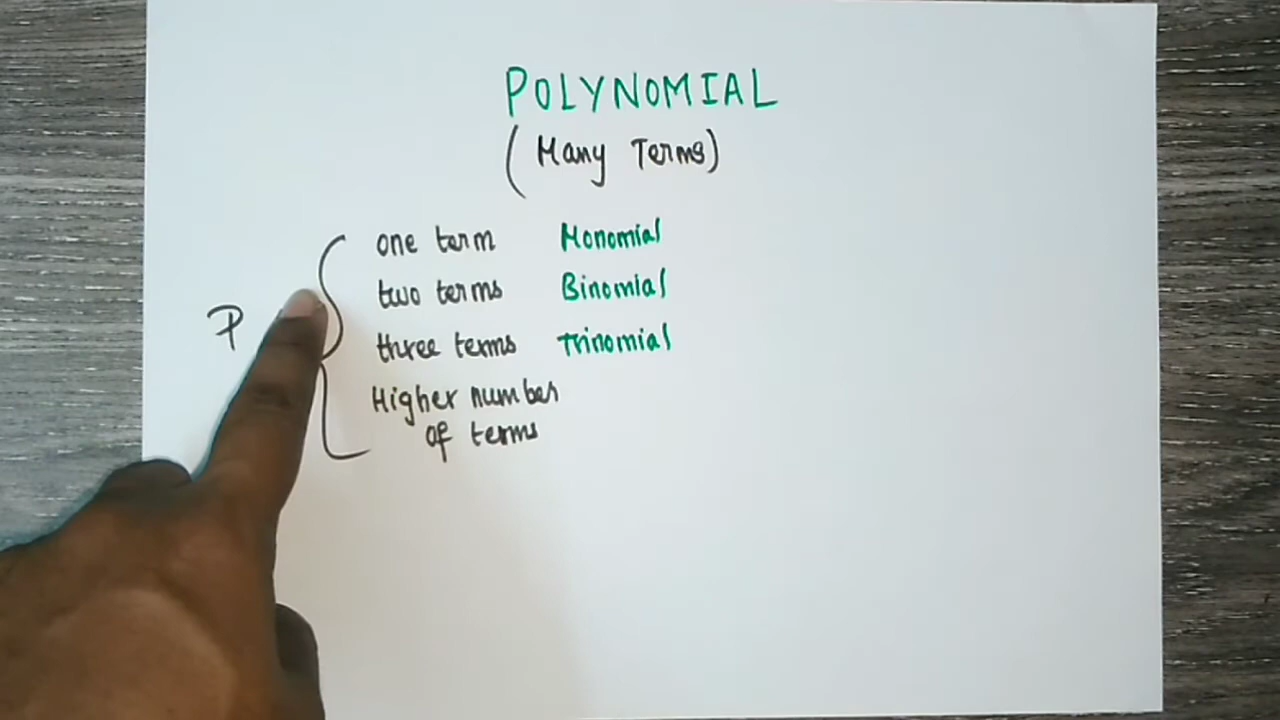 POLYNOMIAL
(Many Terms)
one term Monomial
two terms Binomial
P
three terms Trinomial
Higher number
of terms